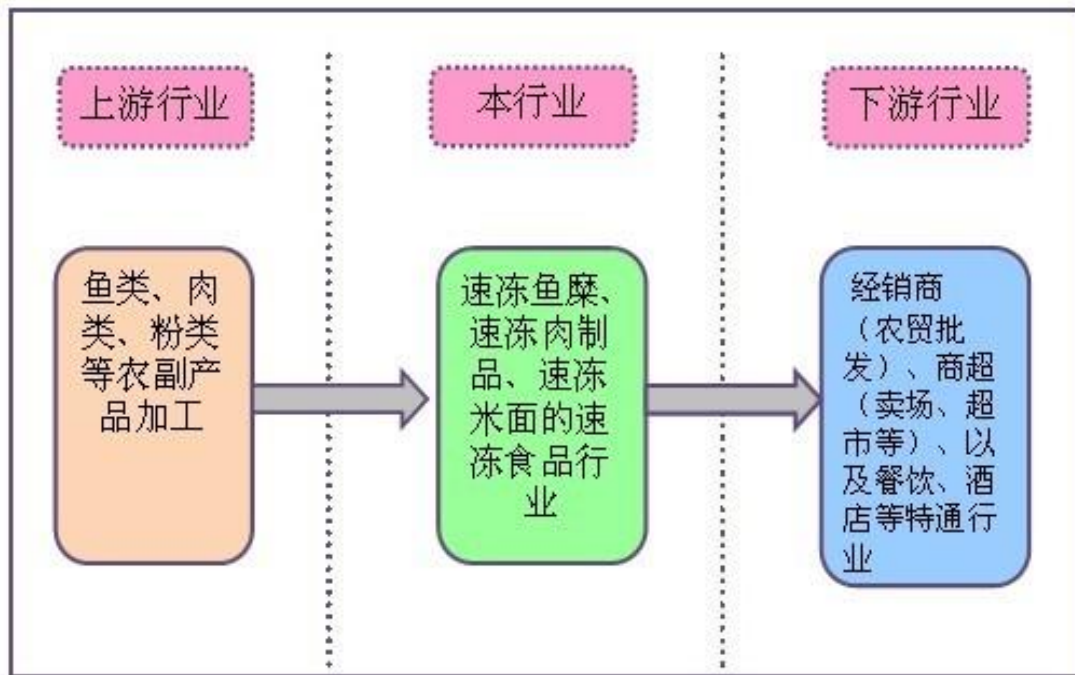 上游行业
本行业
下游行业
鱼类、肉
类、粉类
等农副产
品加工
速冻鱼糜、
速冻肉制
品、速冻
米面的速
冻食品行
业
经销商
（农贸批
发）、商超
（卖场、超
市等）、以
及餐饮、酒
店等特通行
业